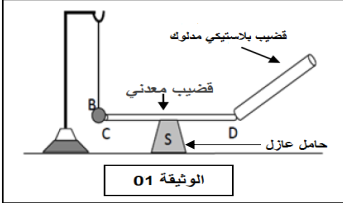 قضيب بلاستيكي مدلوك
قضيب معدني
B
C
S
D
حامل عازل
الوثيقة 01